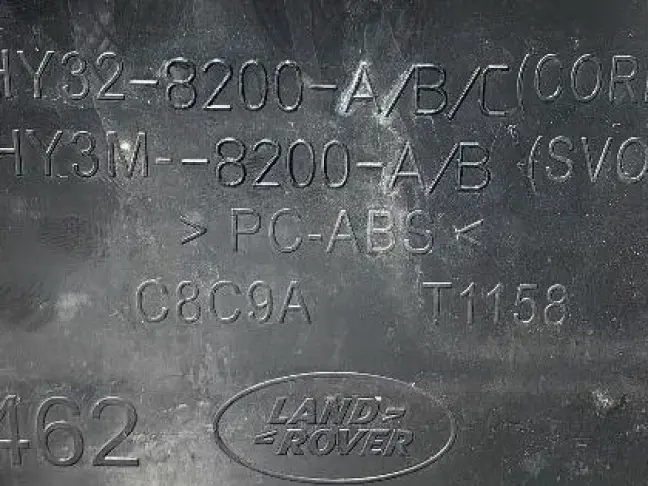 HY32-8200-A/B/C(COR
HY3M--8200-A/B (SVO
> PC-ABS <
C8C9A T1158
462
LAND-
-ROVER